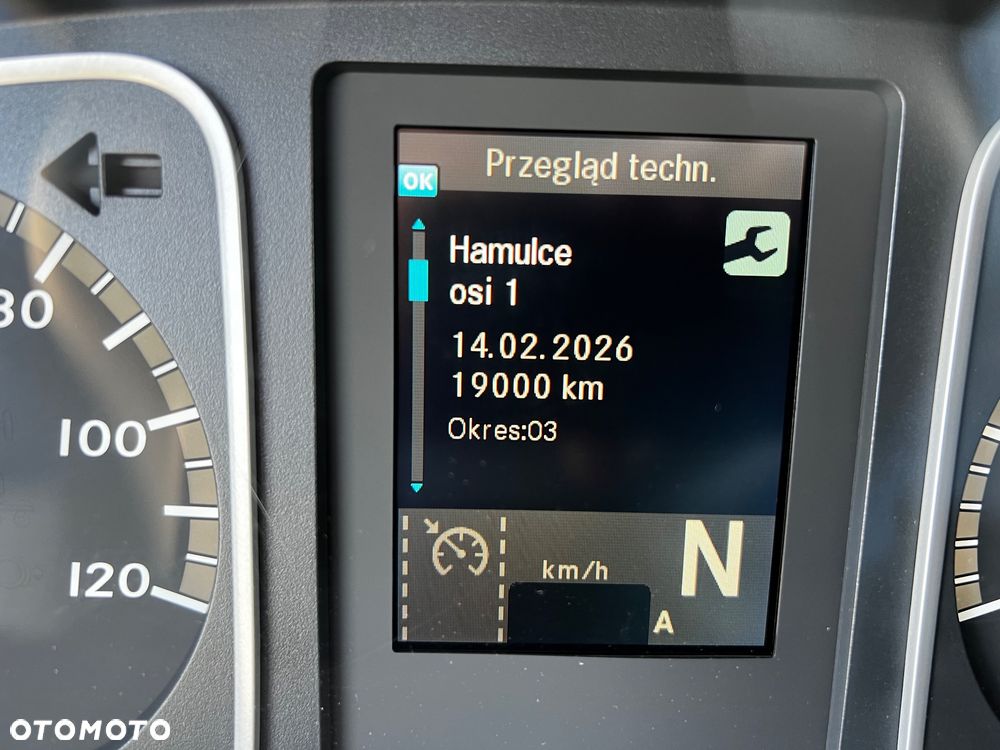 Przegląd techn.
OK
Hamulce
osi 1
14.02.2026
19000 km
Okres:03
km/h
N
A
80
100
120
OTOMOTO